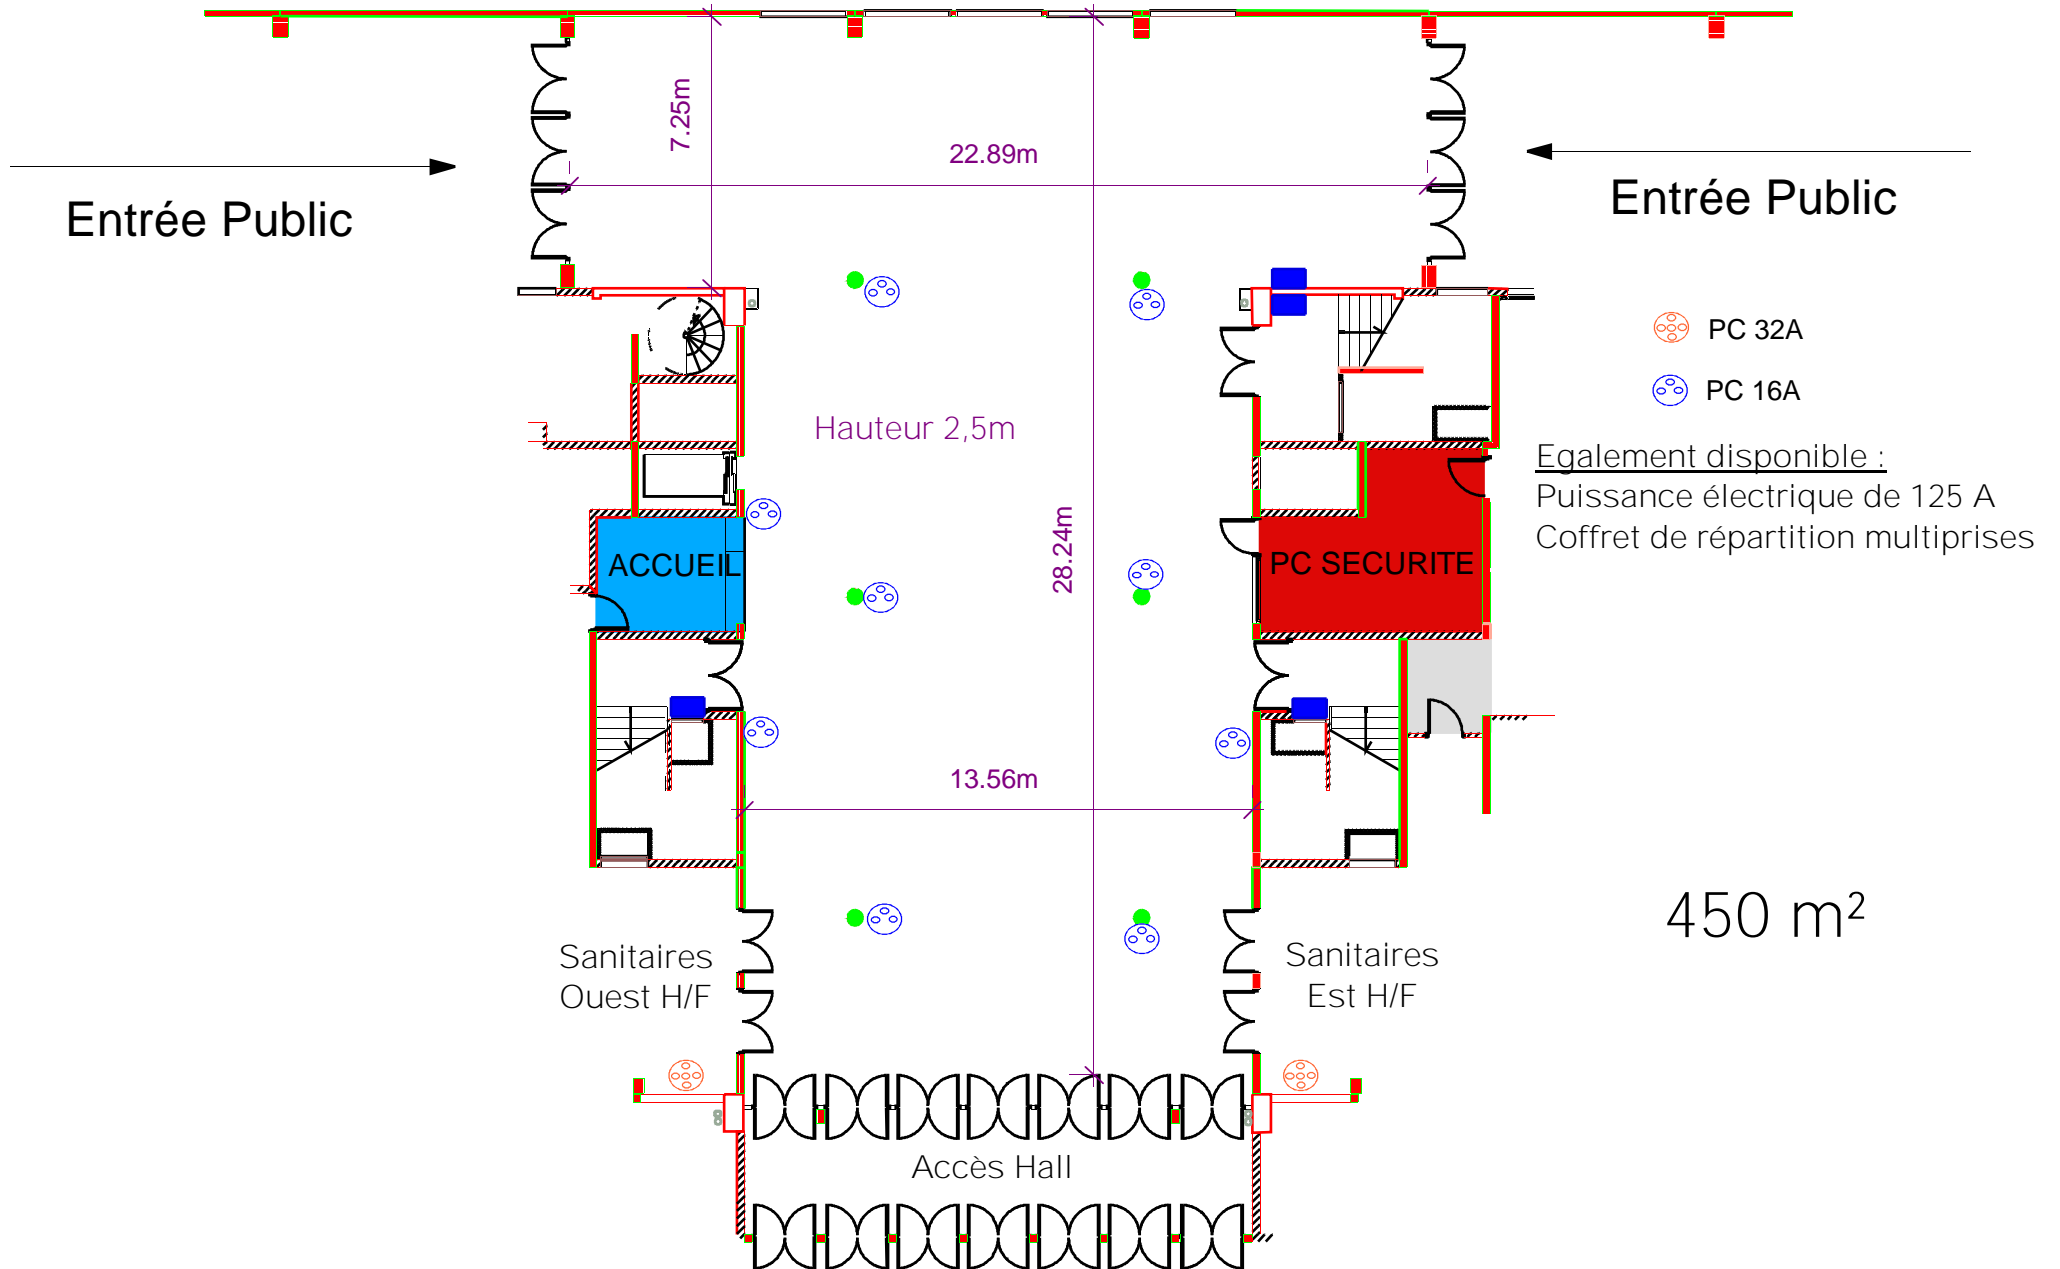 7.25m
22.89m
Entrée Public
Entrée Public
PC 32A
PC 16A
Hauteur 2,5m
Egalement disponible :
Puissance électrique de 125 A
Coffret de répartition multiprises
28.24m
ACCUEIL
PC SECURITE
13.56m
450 m²
Sanitaires
Ouest H/F
Sanitaires
Est H/F
Accès Hall